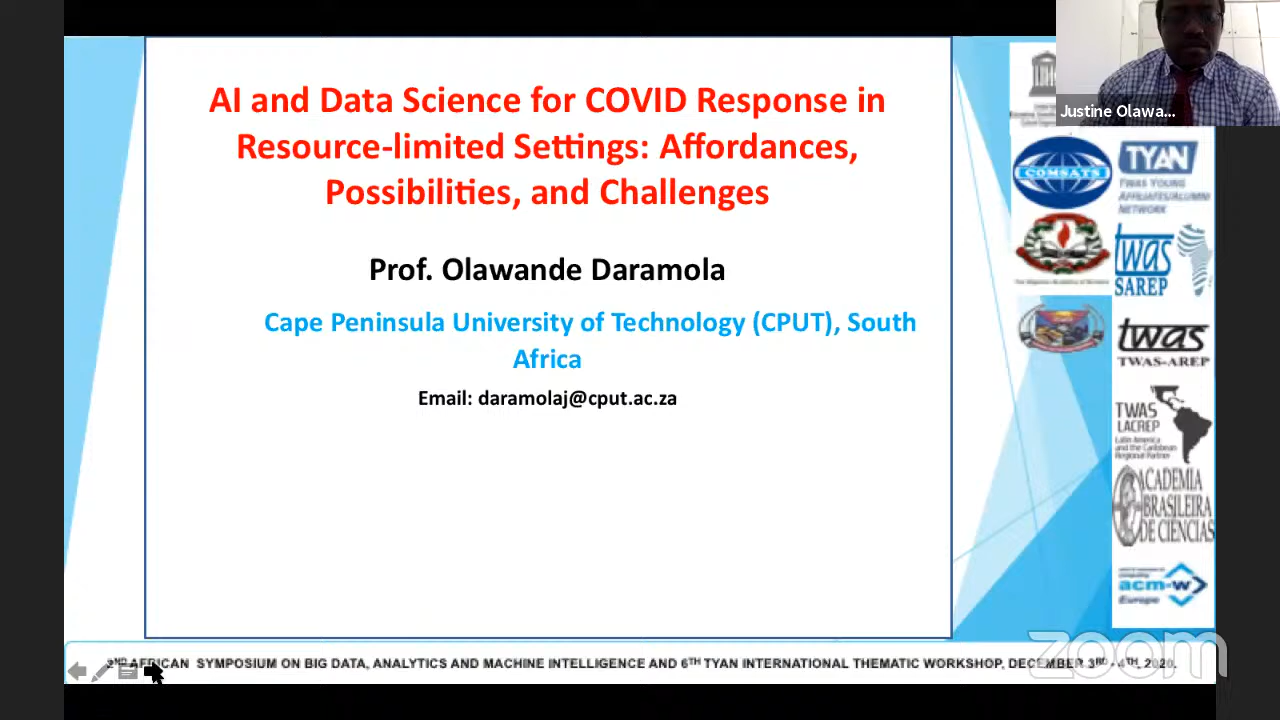 AI and Data Science for COVID Response in
Resource-limited Settings: Affordances,
Possibilities, and Challenges
Prof. Olawande Daramola
Cape Peninsula University of Technology (CPUT), South
Africa
Email: daramolaj@cput.ac.za
Justine Olawa...
COMSATS
TYAN
TWAS YOUNG
AFFILIATES/ALUMNI
NETWORK
twas
SAREP
twas
TWAS-AREP
TWAS
LACREP
Latin America
and the Caribbean
Regional Partner
ACADEMIA
BRASILEIRA
DE CIÊNCIAS
acm-w
Europe
2ND AFRICAN SYMPOSIUM ON BIG DATA, ANALYTICS AND MACHINE INTELLIGENCE AND 6TH TYAN INTERNATIONAL THEMATIC WORKSHOP, DECEMBER 3RD - 4TH, 2020.
zoom